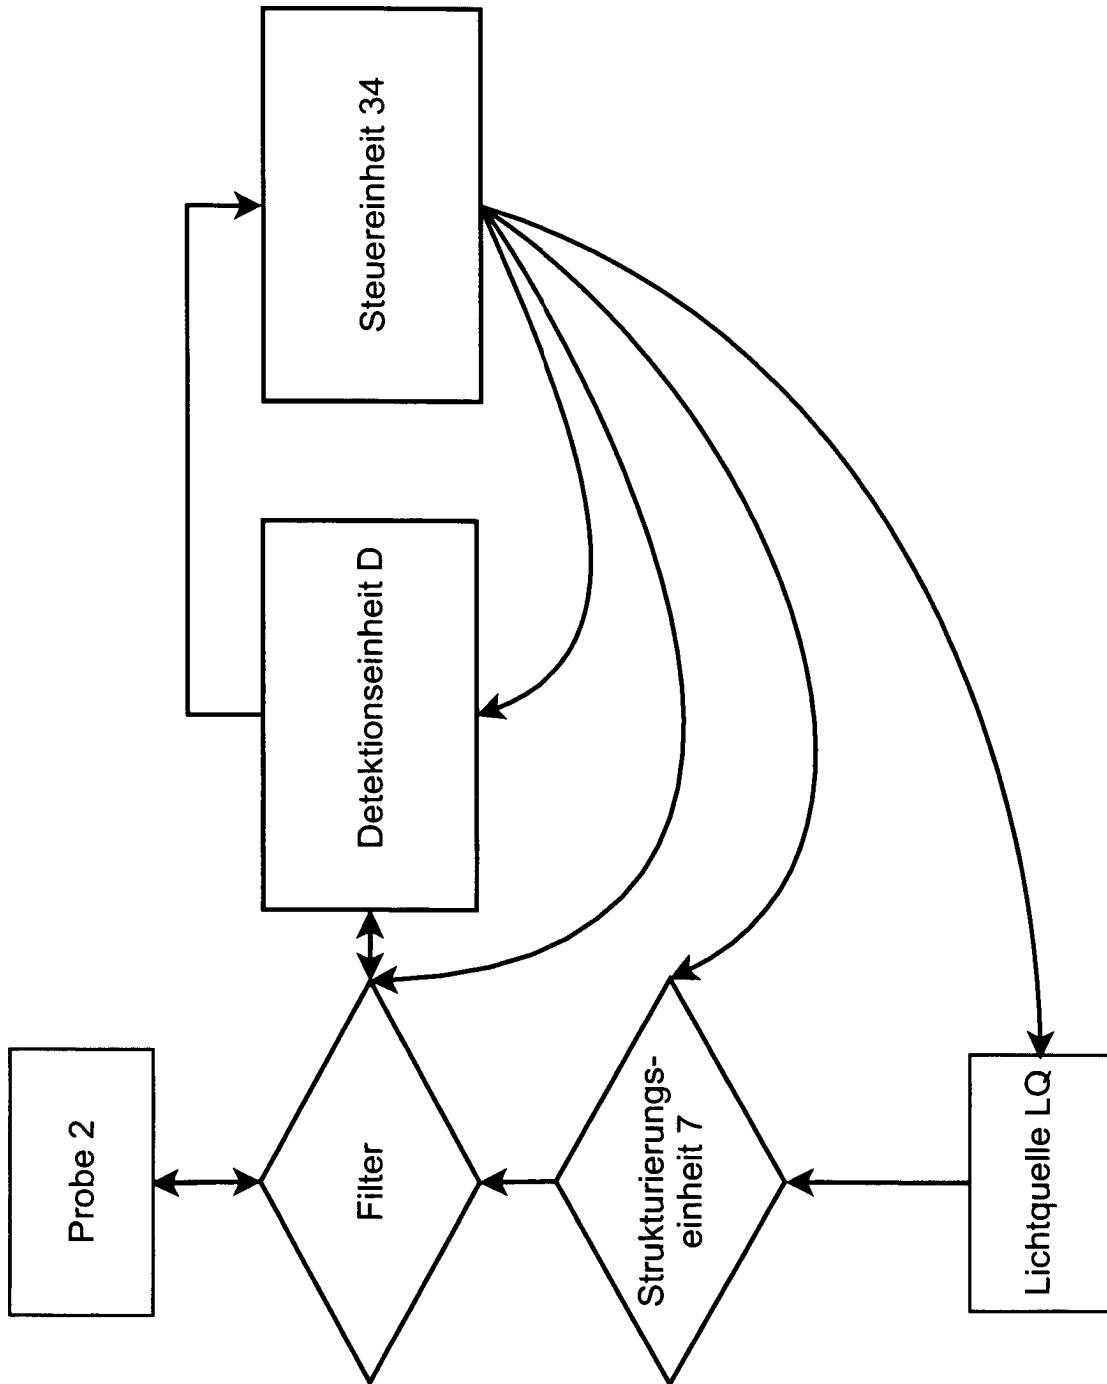 Lichtquelle LQ
Strukturierungs-
einheit 7
Filter
Probe 2
Detektionseinheit D
Steuereinheit 34